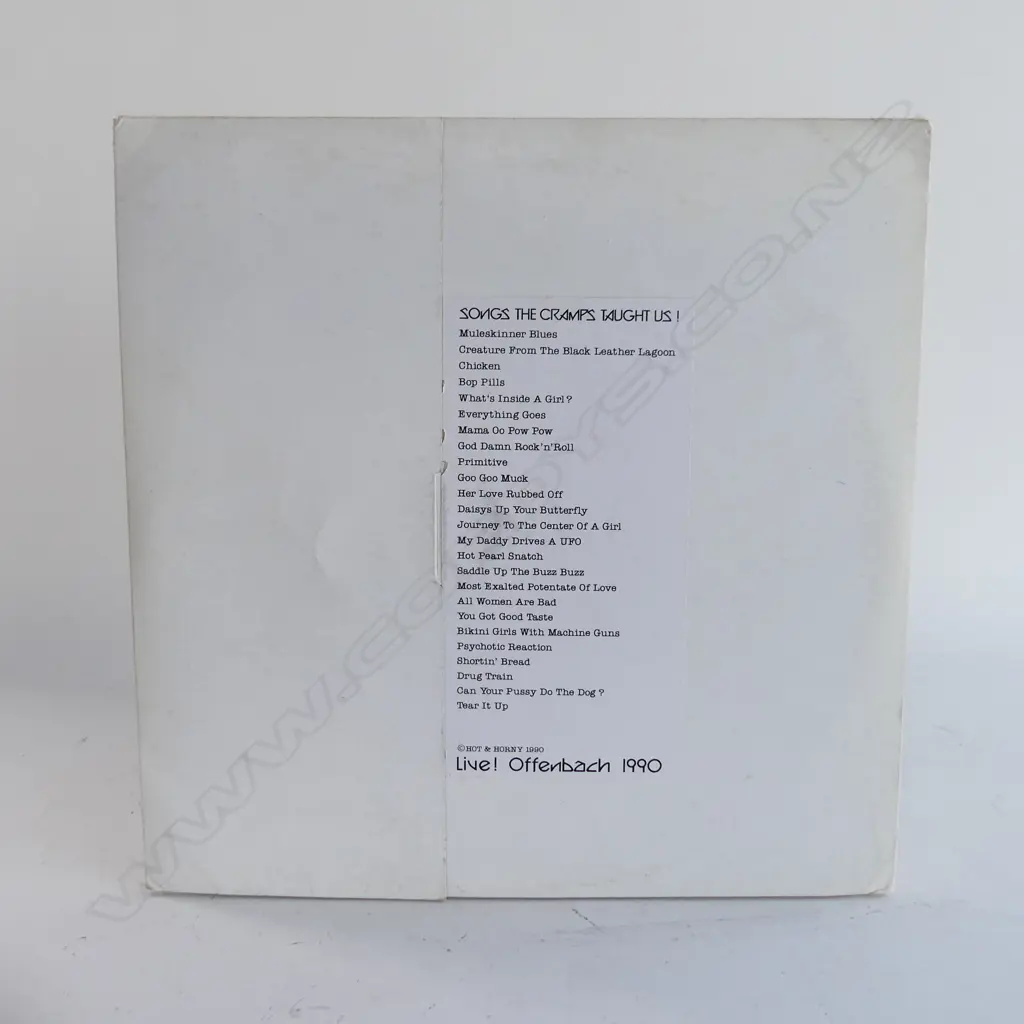 SONGS THE CRAMPS TAUGHT US !
Muleskinner Blues
Creature From The Black Leather Lagoon
Chicken
Bop Pills
What's Inside A Girl ?
Everything Goes
Mama Oo Pow Pow
God Damn Rock'n'Roll
Primitive
Goo Goo Muck
Her Love Rubbed Off
Daisys Up Your Butterfly
Journey To The Center Of A Girl
My Daddy Drives A UFO
Hot Pearl Snatch
Saddle Up The Buzz Buzz
Most Exalted Potentate Of Love
All Women Are Bad
You Got Good Taste
Bikini Girls With Machine Guns
Psychotic Reaction
Shortin' Bread
Drug Train
Can Your Pussy Do The Dog ?
Tear It Up
©HOT & HORNY 1990
Live! Offenbach 1990